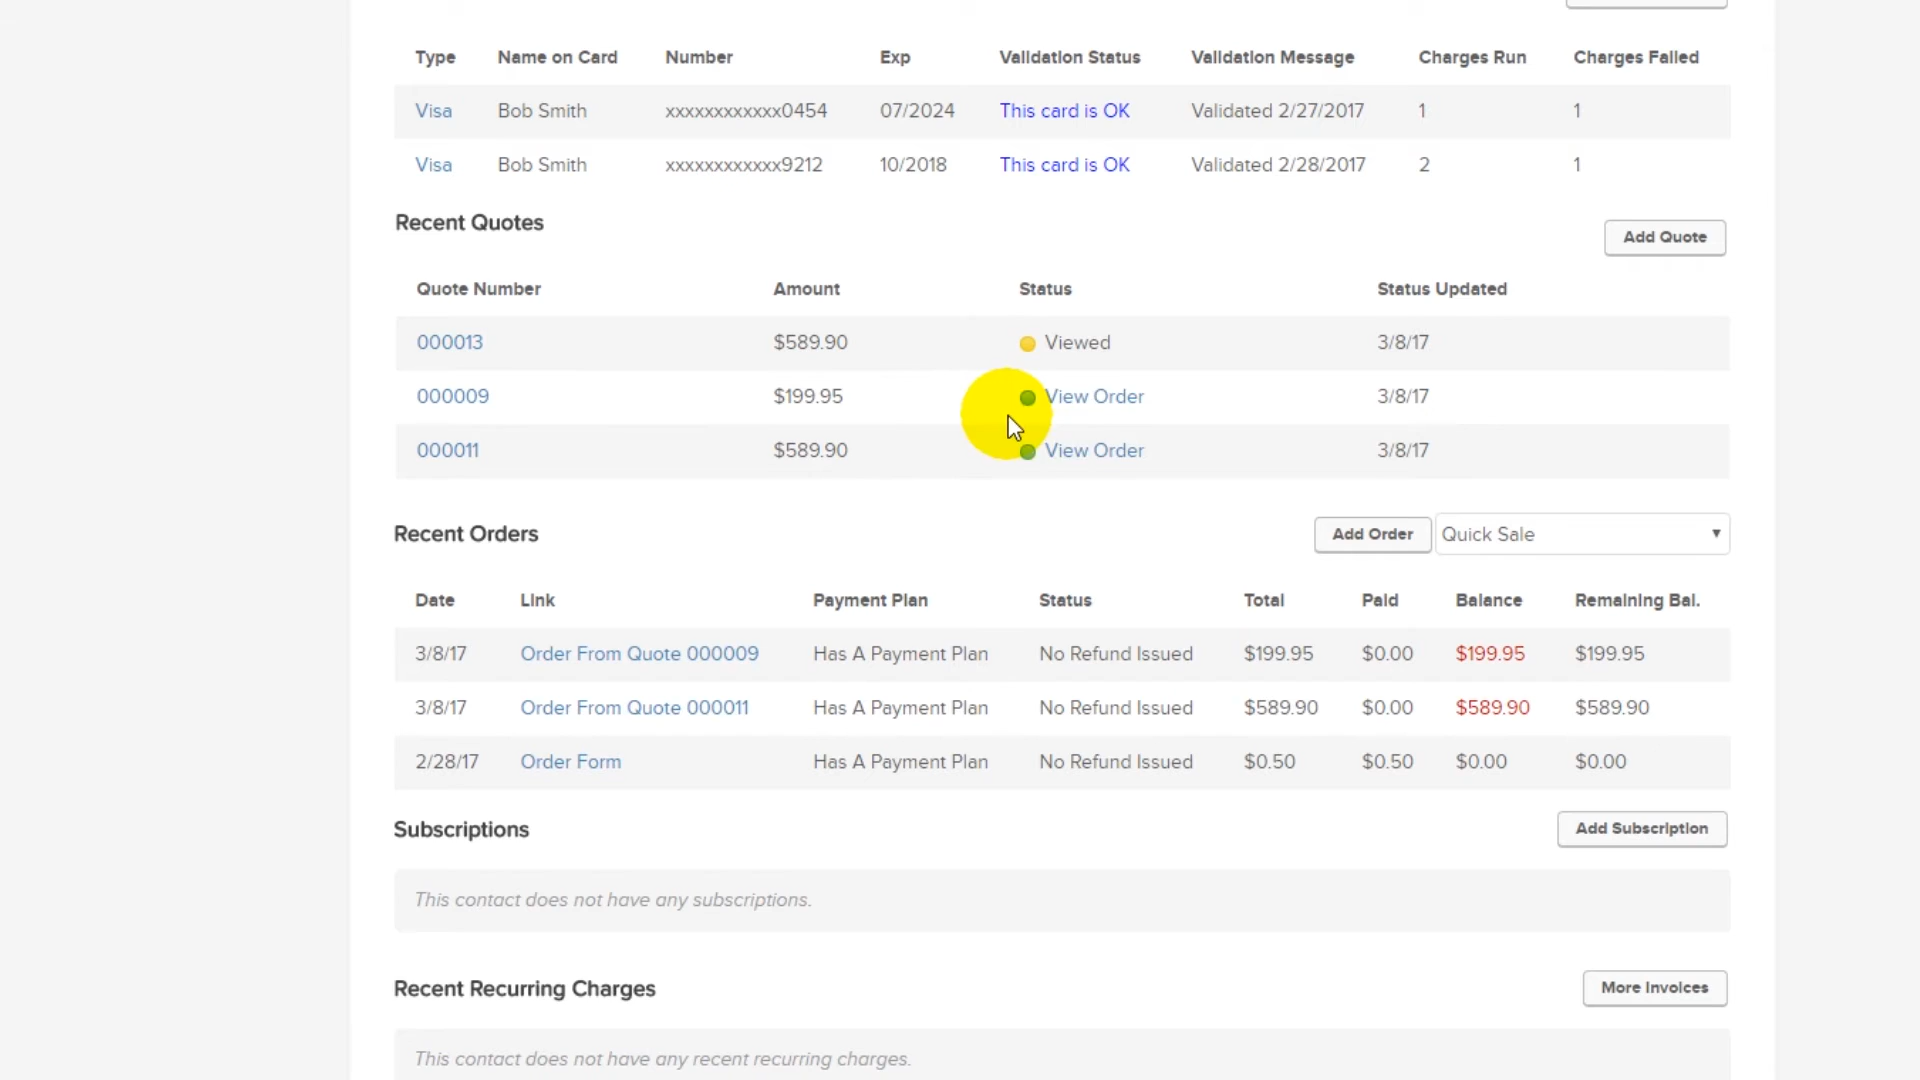 Type Name on Card Number Exp Validation Status Validation Message Charges Run Charges Failed
Visa Bob Smith xxxxxxxxxxxx0454 07/2024 This card is OK Validated 2/27/2017 1 1
Visa Bob Smith xxxxxxxxxxxx9212 10/2018 This card is OK Validated 2/28/2017 2 1
Recent Quotes
Add Quote
Quote Number Amount Status Status Updated
000013 $589.90 Viewed 3/8/17
000009 $199.95 View Order 3/8/17
000011 $589.90 View Order 3/8/17
Recent Orders Add Order Quick Sale
Date Link Payment Plan Status Total Paid Balance Remaining Bal.
3/8/17 Order From Quote 000009 Has A Payment Plan No Refund Issued $199.95 $0.00 $199.95 $199.95
3/8/17 Order From Quote 000011 Has A Payment Plan No Refund Issued $589.90 $0.00 $589.90 $589.90
2/28/17 Order Form Has A Payment Plan No Refund Issued $0.50 $0.50 $0.00 $0.00
Subscriptions Add Subscription
This contact does not have any subscriptions.
Recent Recurring Charges More Invoices
This contact does not have any recent recurring charges.